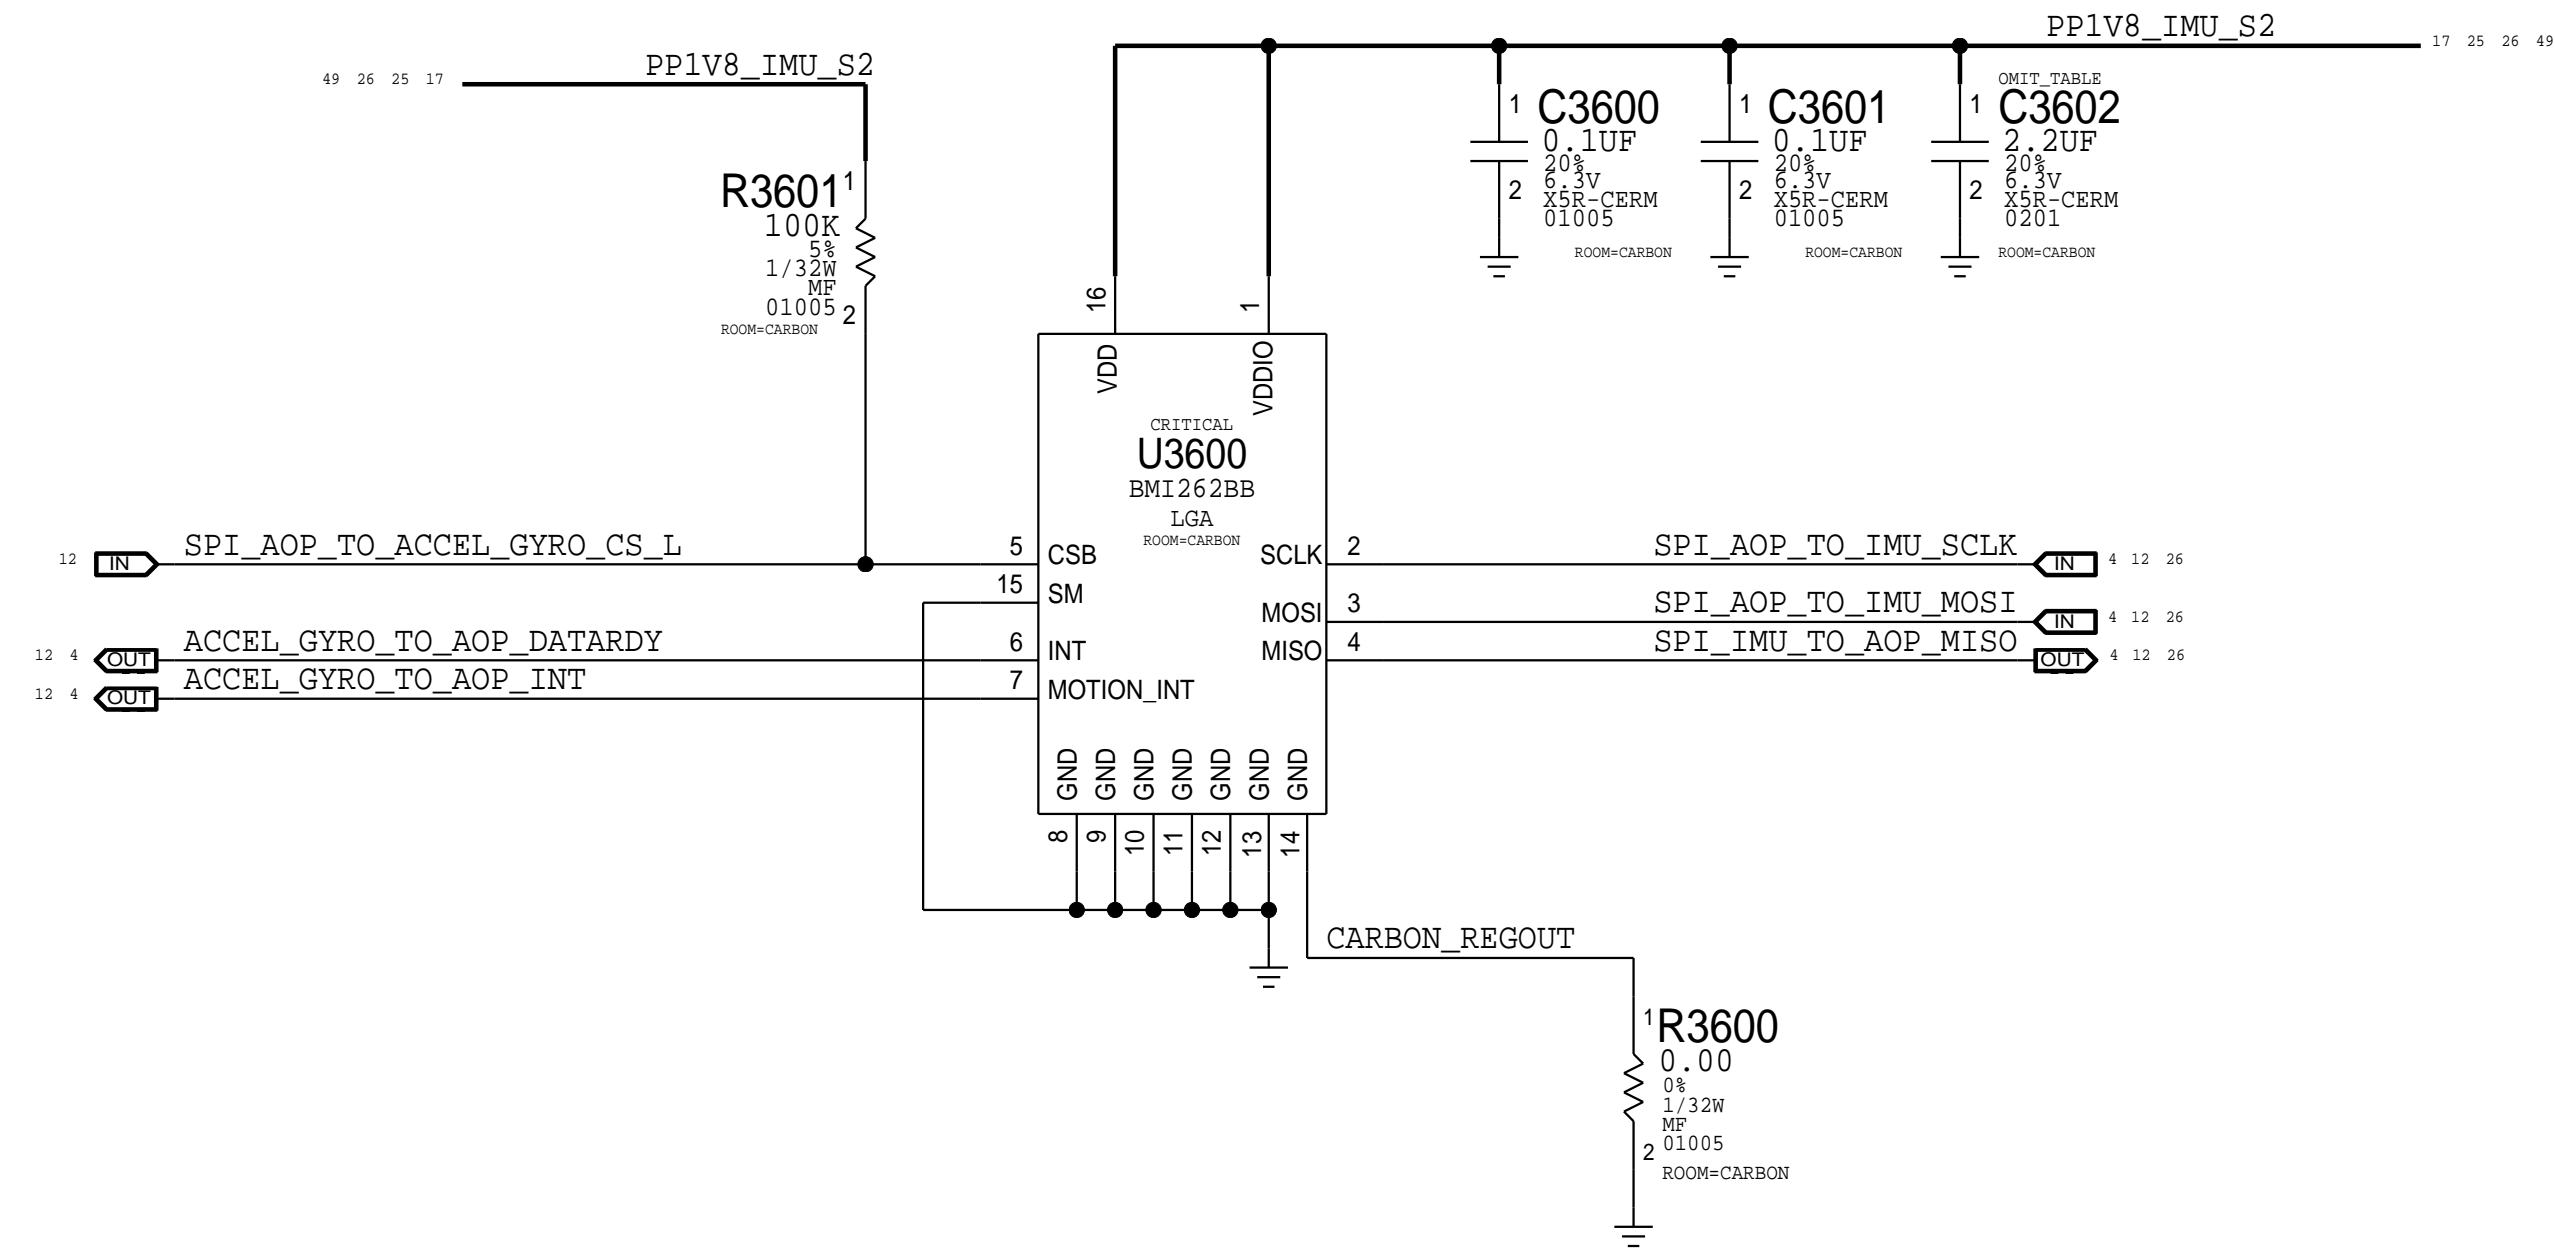 PP1V8_IMU_S2
17 25 26 49
PP1V8_IMU_S2
49 26 25 17
R3601
1
100K
5%
1/32W
MF
01005
2
ROOM=CARBON
1
C3600
0.1UF
20%
6.3V
2
X5R-CERM
01005
ROOM=CARBON
1
C3601
0.1UF
20%
6.3V
2
X5R-CERM
01005
ROOM=CARBON
OMIT_TABLE
1
C3602
2.2UF
20%
6.3V
2
X5R-CERM
0201
ROOM=CARBON
16
1
VDD
VDDIO
CRITICAL
U3600
BMI262BB
LGA
ROOM=CARBON
12 IN SPI_AOP_TO_ACCEL_GYRO_CS_L 5 CSB
15 SM
12 4 OUT ACCEL_GYRO_TO_AOP_DATARDY 6 INT
12 4 OUT ACCEL_GYRO_TO_AOP_INT 7 MOTION_INT
SCLK 2 SPI_AOP_TO_IMU_SCLK IN 4 12 26
MOSI 3 SPI_AOP_TO_IMU_MOSI IN 4 12 26
MISO 4 SPI_IMU_TO_AOP_MISO OUT 4 12 26
GND GND GND GND GND GND GND
8 9 10 11 12 13 14
CARBON_REGOUT
1
R3600
0.00
0%
1/32W
MF
01005
2
ROOM=CARBON